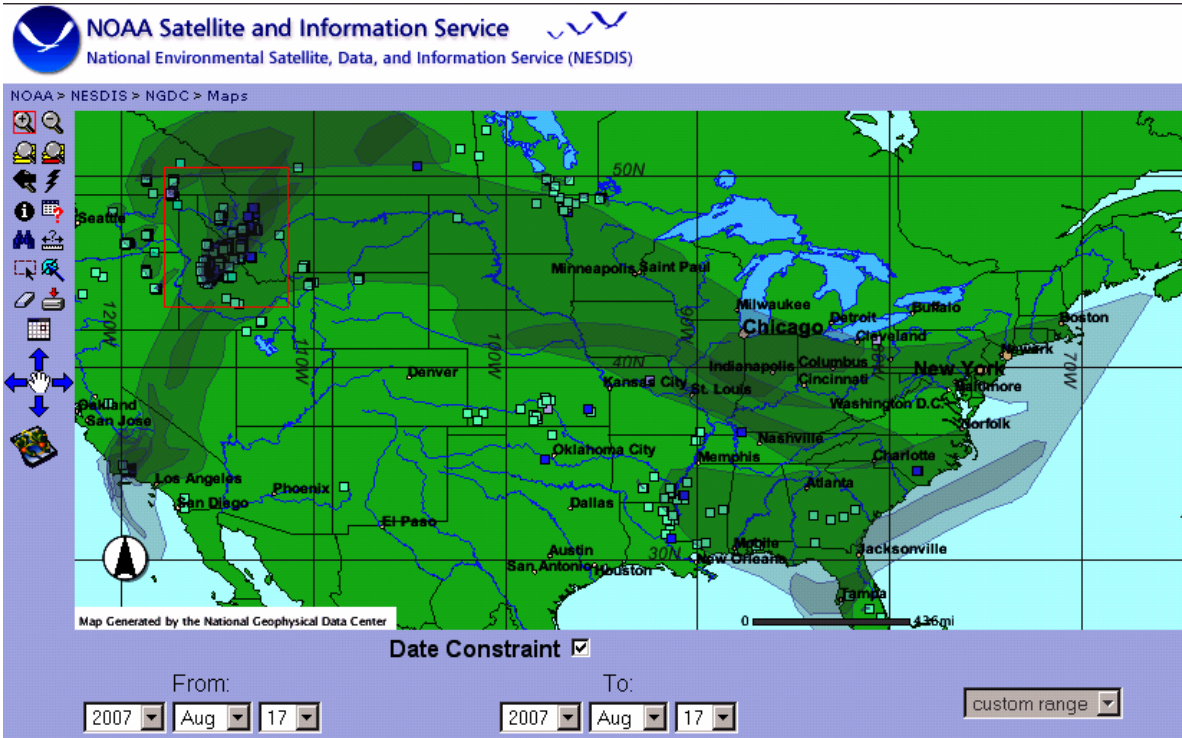 NOAA Satellite and Information Service
National Environmental Satellite, Data, and Information Service (NESDIS)
NOAA > NESDIS > NGDC > Maps
50N
Seattle
Minneapolis
Saint Paul
120W
110W
100W
90W
70W
Milwaukee
Detroit
Buffalo
Boston
Chicago
Cleveland
Newark
40N
Indianapolis
Columbus
New York
Denver
Kansas City
St. Louis
Cincinnati
Baltimore
Oakland
San Jose
Washington D.C.
Norfolk
Nashville
Oklahoma City
Memphis
Charlotte
Los Angeles
Phoenix
Atlanta
San Diego
Dallas
El Paso
Mobile
Jacksonville
Austin
30N
New Orleans
San Antonio
Houston
Tampa
Map Generated by the National Geophysical Data Center
0
436mi
Date Constraint
From:
To:
2007
Aug
17
2007
Aug
17
custom range